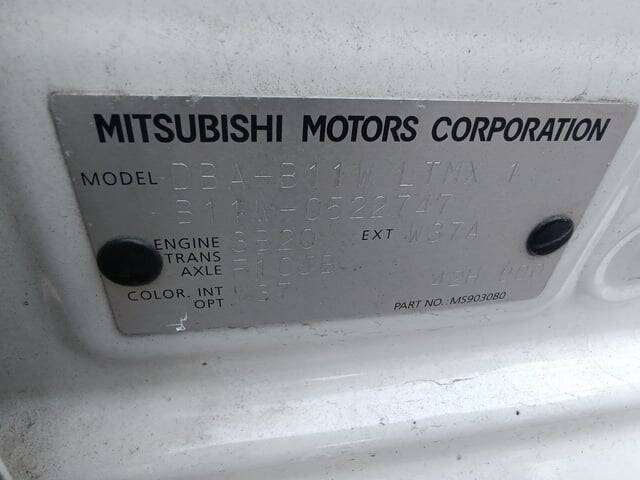 MITSUBISHI MOTORS CORPORATION
MODEL DBA-B11W LTMX 1
B11W-0522747
ENGINE 3B20 EXT W37A
TRANS
AXLE F1CJB
COLOR. INT
OPT
PART NO.: MS903080